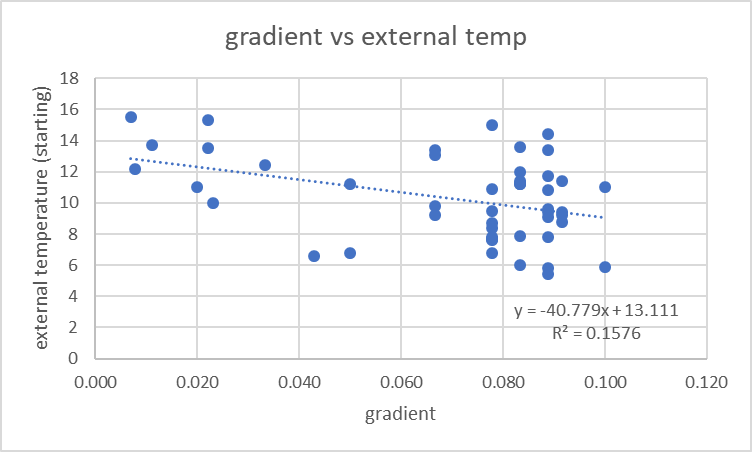 gradient vs external temp
external temperature (starting)
18
16
14
12
10
8
6
4
2
0
y = -40.779x + 13.111
R² = 0.1576
0.000 0.020 0.040 0.060 0.080 0.100 0.120
gradient